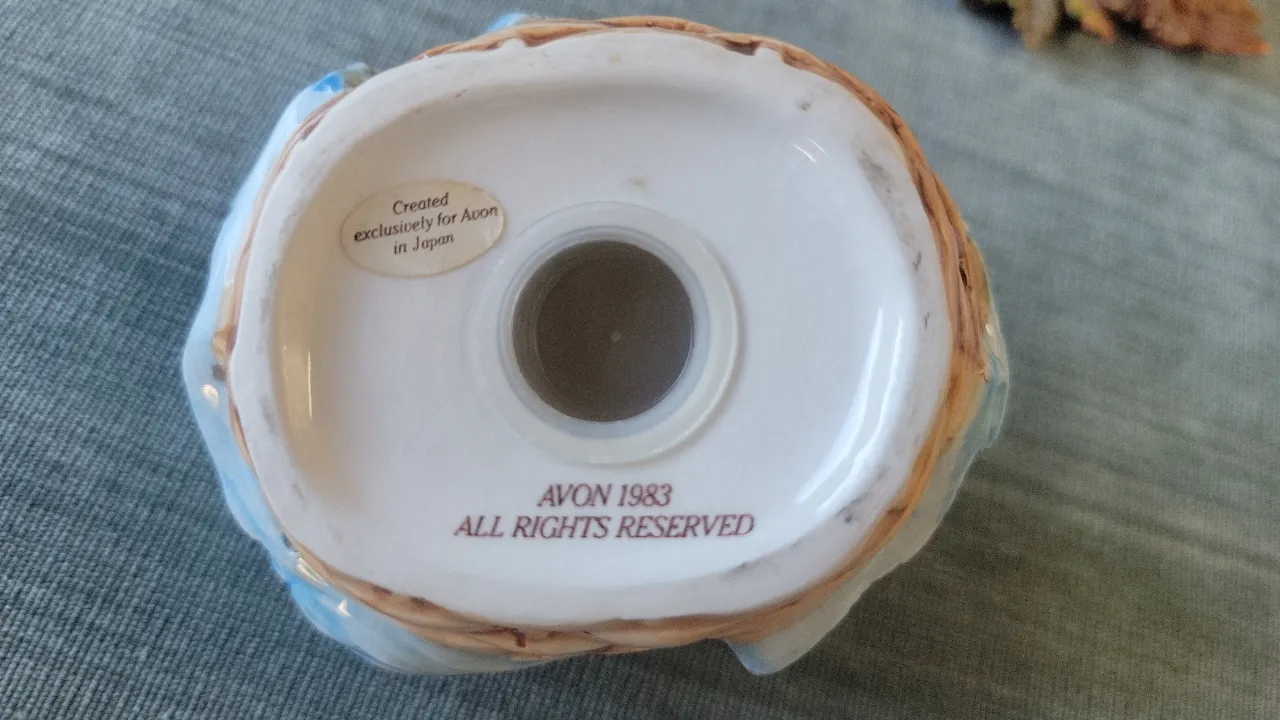 Created
exclusively for Avon
in Japan
AVON 1983
ALL RIGHTS RESERVED